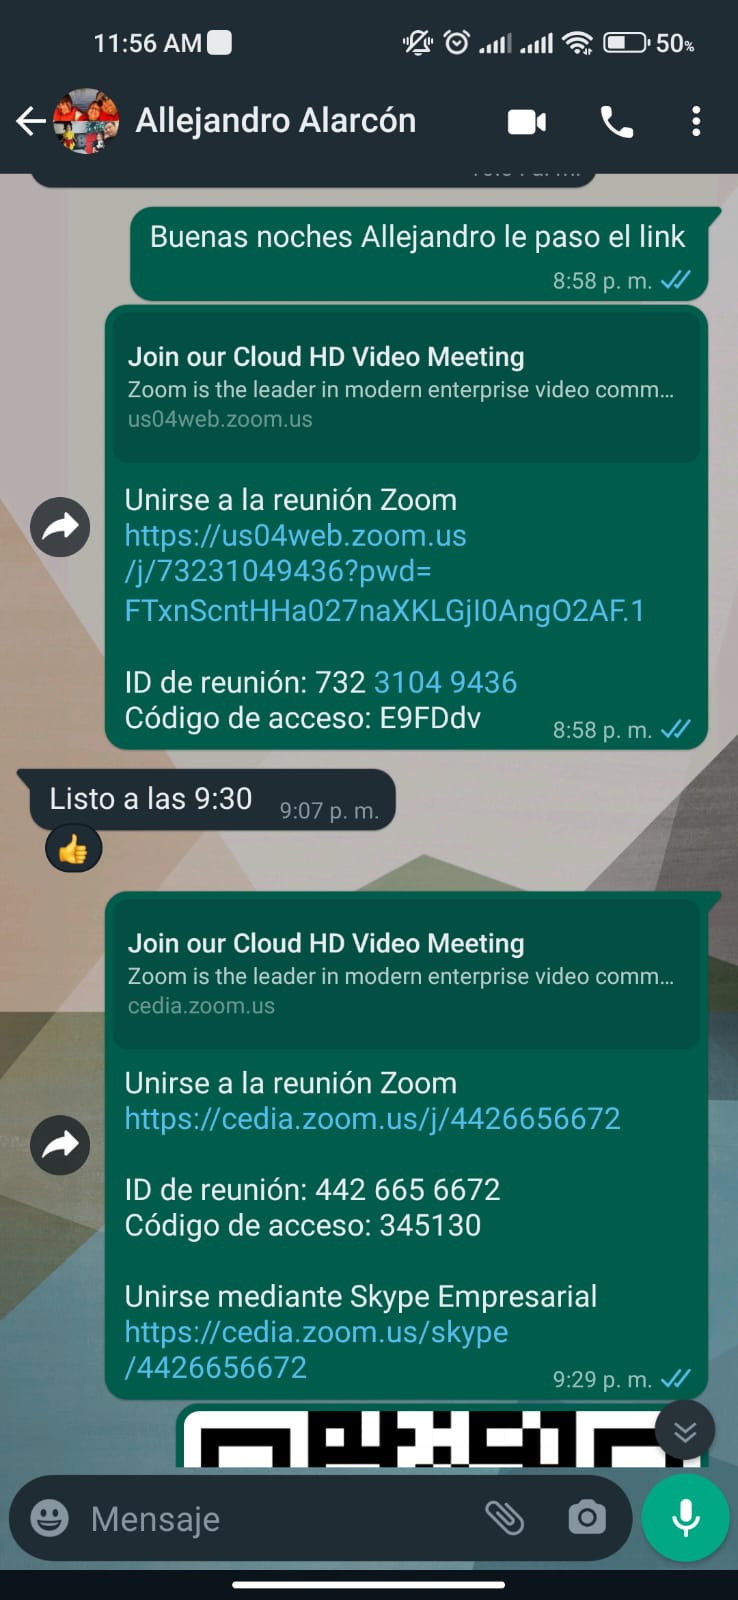 11:56 AM
50%
Allejandro Alarcón
Buenas noches Allejandro le paso el link
8:58 p. m.
Join our Cloud HD Video Meeting
Zoom is the leader in modern enterprise video comm...
us04web.zoom.us
Unirse a la reunión Zoom
https://us04web.zoom.us
/j/73231049436?pwd=
FTxnScntHHa027naXKLGjI0AngO2AF.1
ID de reunión: 732 3104 9436
Código de acceso: E9FDdv
8:58 p. m.
Listo a las 9:30
9:07 p. m.
Join our Cloud HD Video Meeting
Zoom is the leader in modern enterprise video comm...
cedia.zoom.us
Unirse a la reunión Zoom
https://cedia.zoom.us/j/4426656672
ID de reunión: 442 665 6672
Código de acceso: 345130
Unirse mediante Skype Empresarial
https://cedia.zoom.us/skype
/4426656672
9:29 p. m.
Mensaje